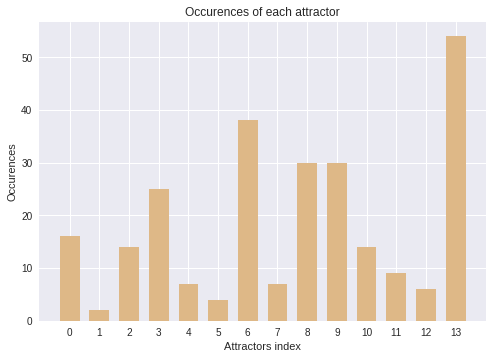 Occurences of each attractor
Occurences
50
40
30
20
10
0
0 1 2 3 4 5 6 7 8 9 10 11 12 13
Attractors index